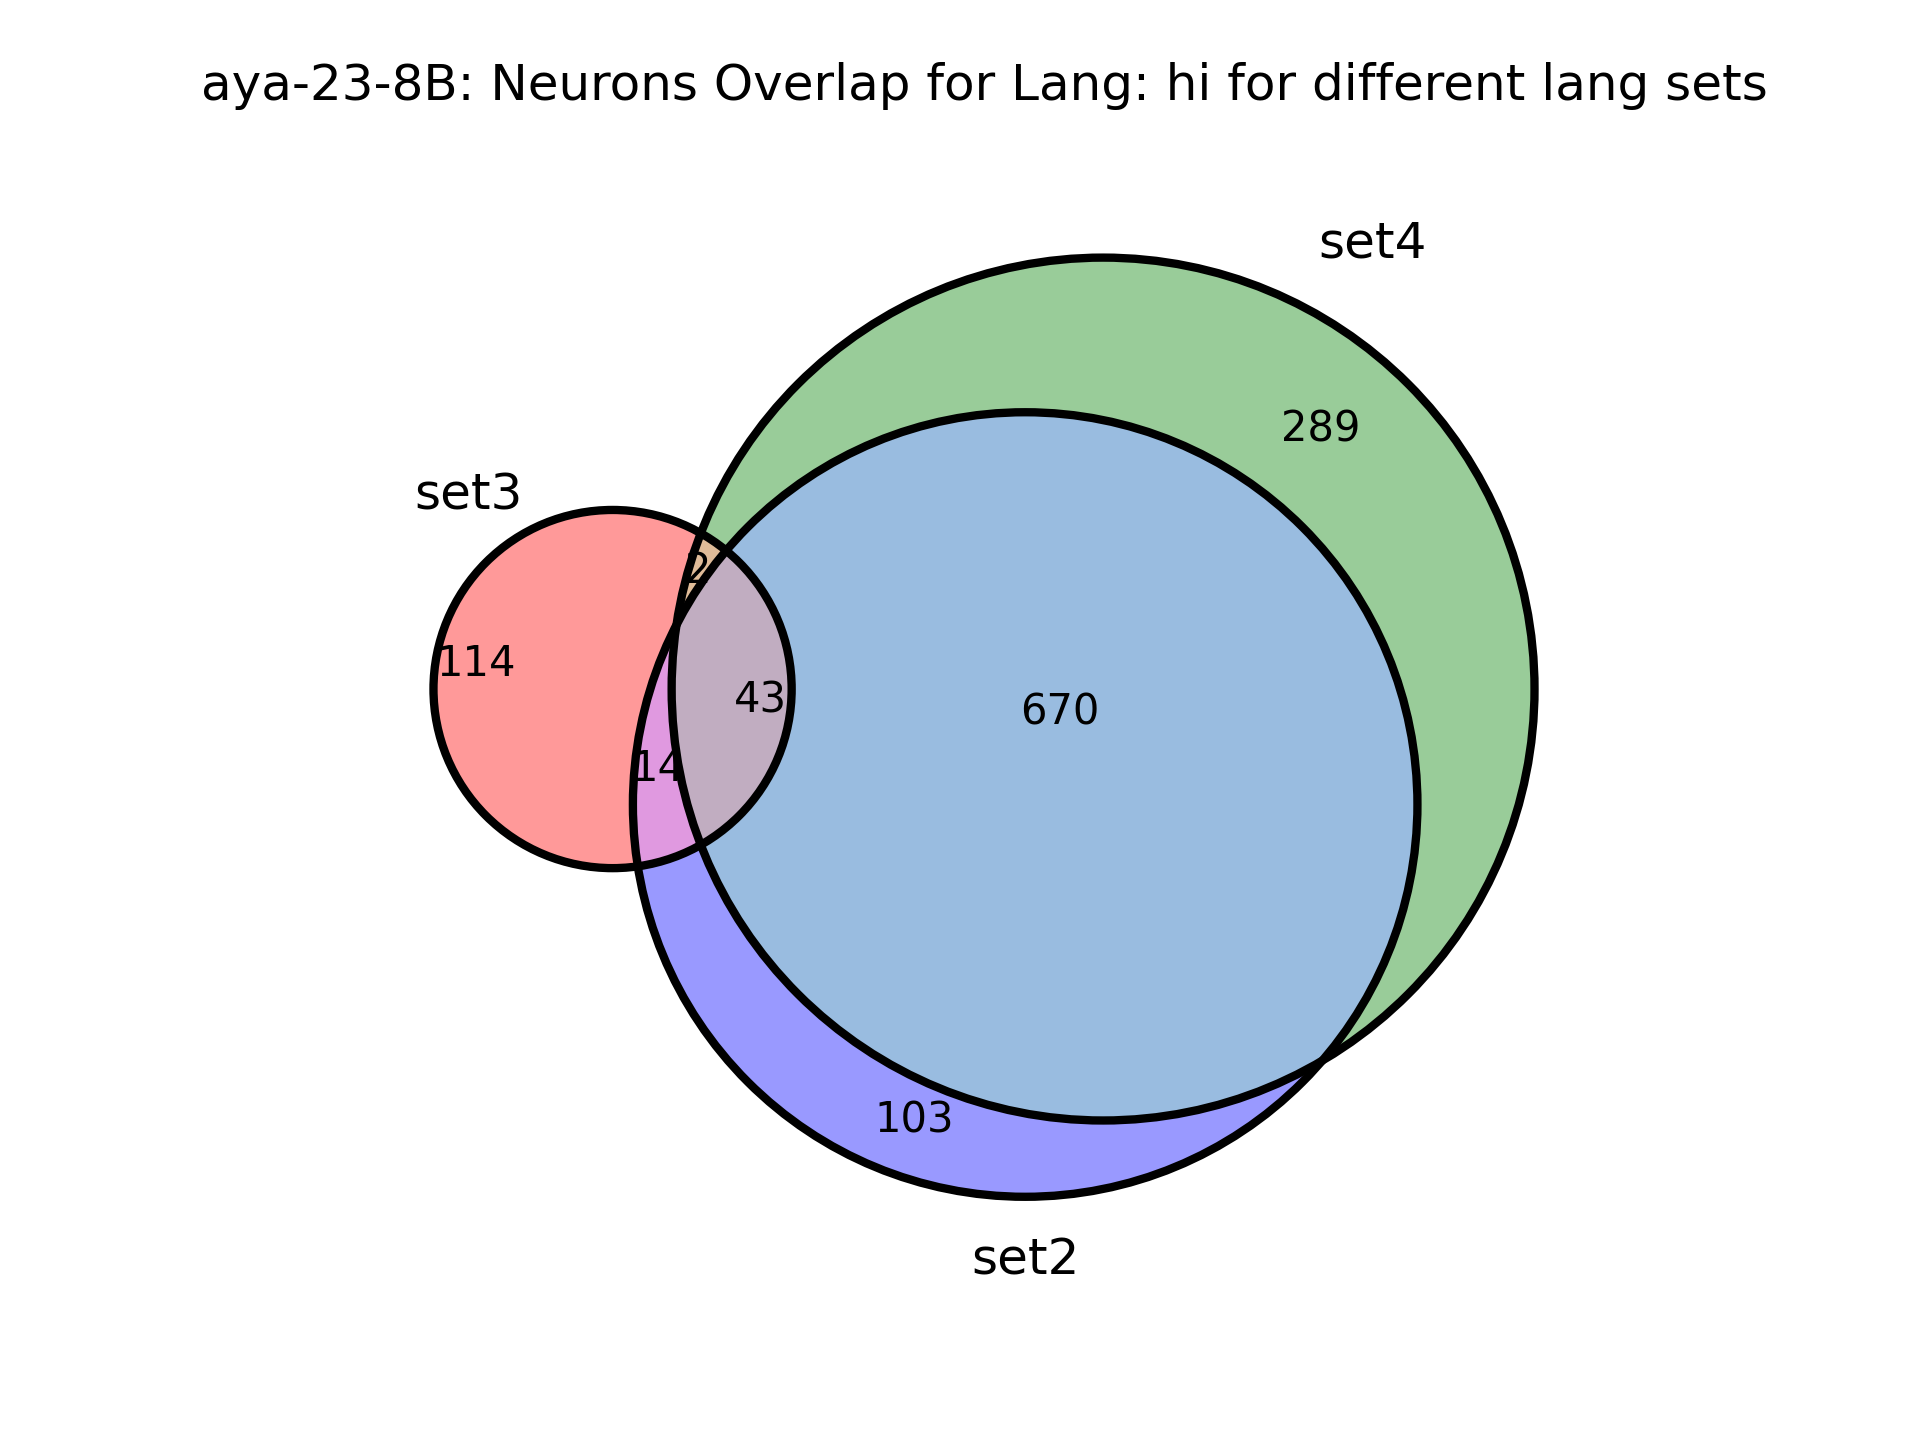 aya-23-8B: Neurons Overlap for Lang: hi for different lang sets
set4
289
set3
2
114
43
670
14
103
set2